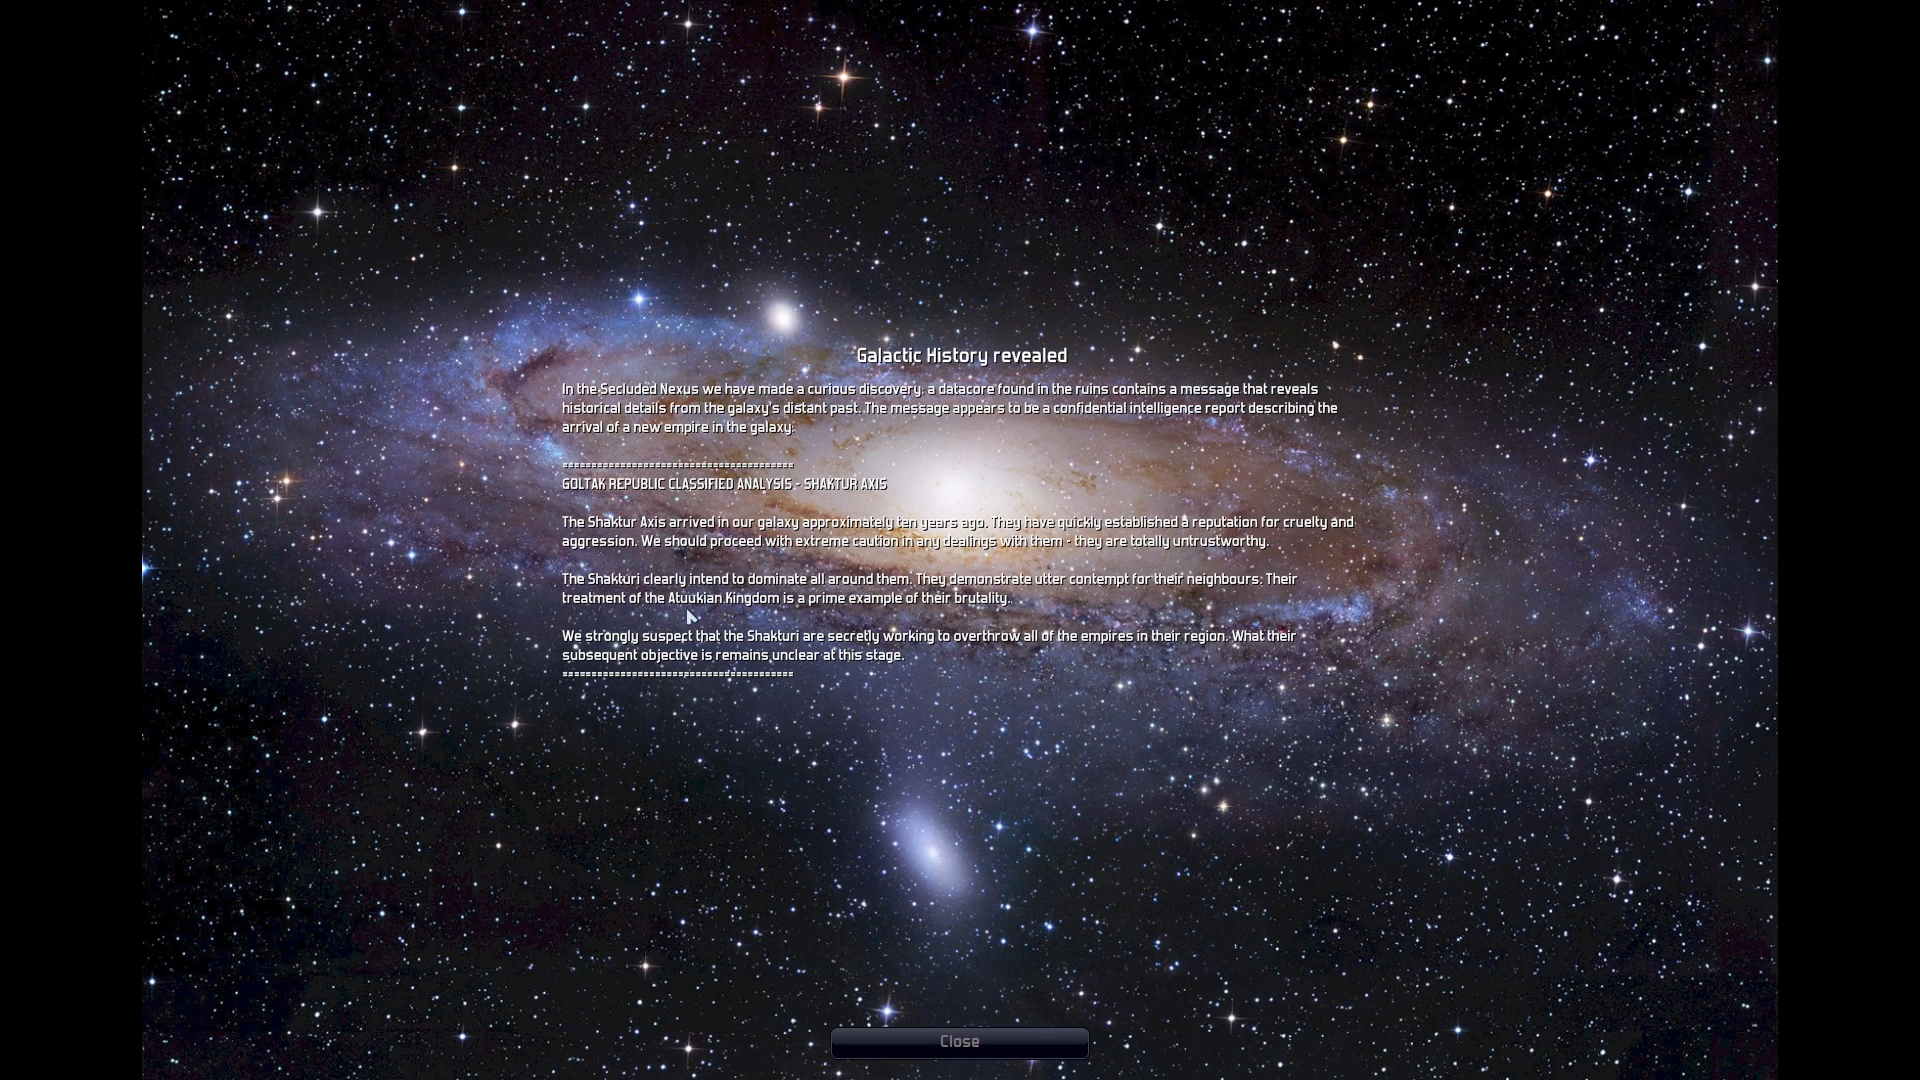 Galactic History revealed
In the Secluded Nexus we have made a curious discovery: a datacore found in the ruins contains a message that reveals
historical details from the galaxy's distant past. The message appears to be a confidential intelligence report describing the
arrival of a new empire in the galaxy:
========================================
GOLTAK REPUBLIC CLASSIFIED ANALYSIS - SHAKTUR AXIS
The Shaktur Axis arrived in our galaxy approximately ten years ago. They have quickly established a reputation for cruelty and
aggression. We should proceed with extreme caution in any dealings with them - they are totally untrustworthy.
The Shakturi clearly intend to dominate all around them. They demonstrate utter contempt for their neighbours. Their
treatment of the Atuukian Kingdom is a prime example of their brutality.
We strongly suspect that the Shakturi are secretly working to overthrow all of the empires in their region. What their
subsequent objective is remains unclear at this stage.
========================================
Close